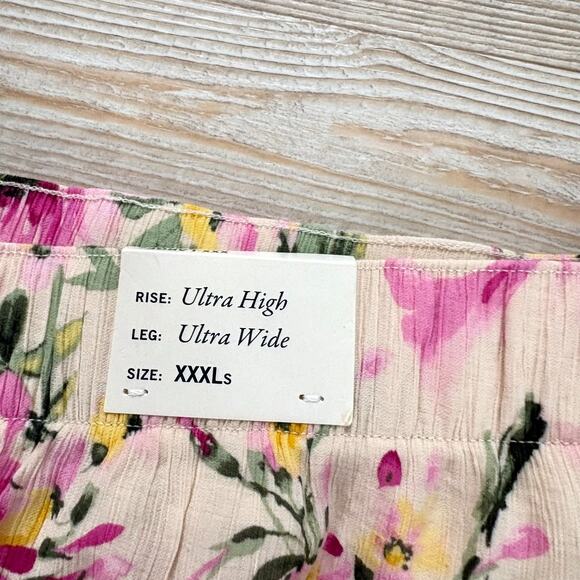 RISE: Ultra High
LEG: Ultra Wide
SIZE: XXXLS